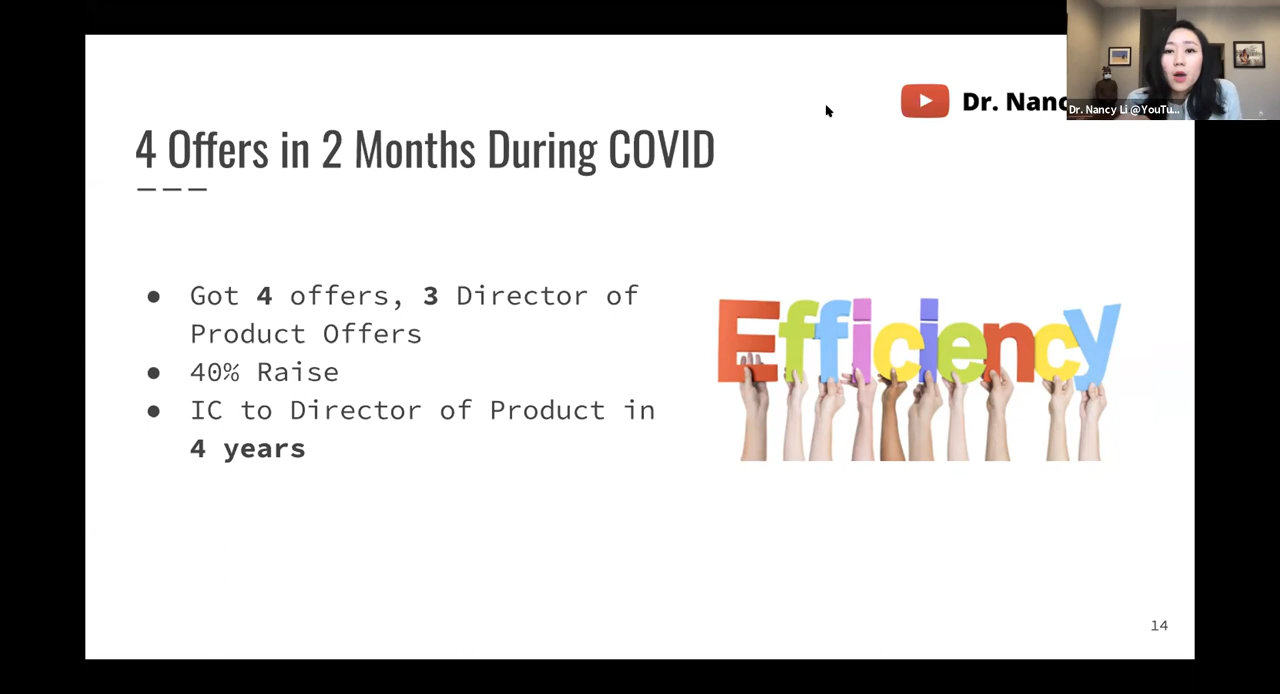 Dr. Nanc
Dr. Nancy Li @YouTu...
4 Offers in 2 Months During COVID
● Got 4 offers, 3 Director of
Product Offers
● 40% Raise
● IC to Director of Product in
4 years
Efficiency
14